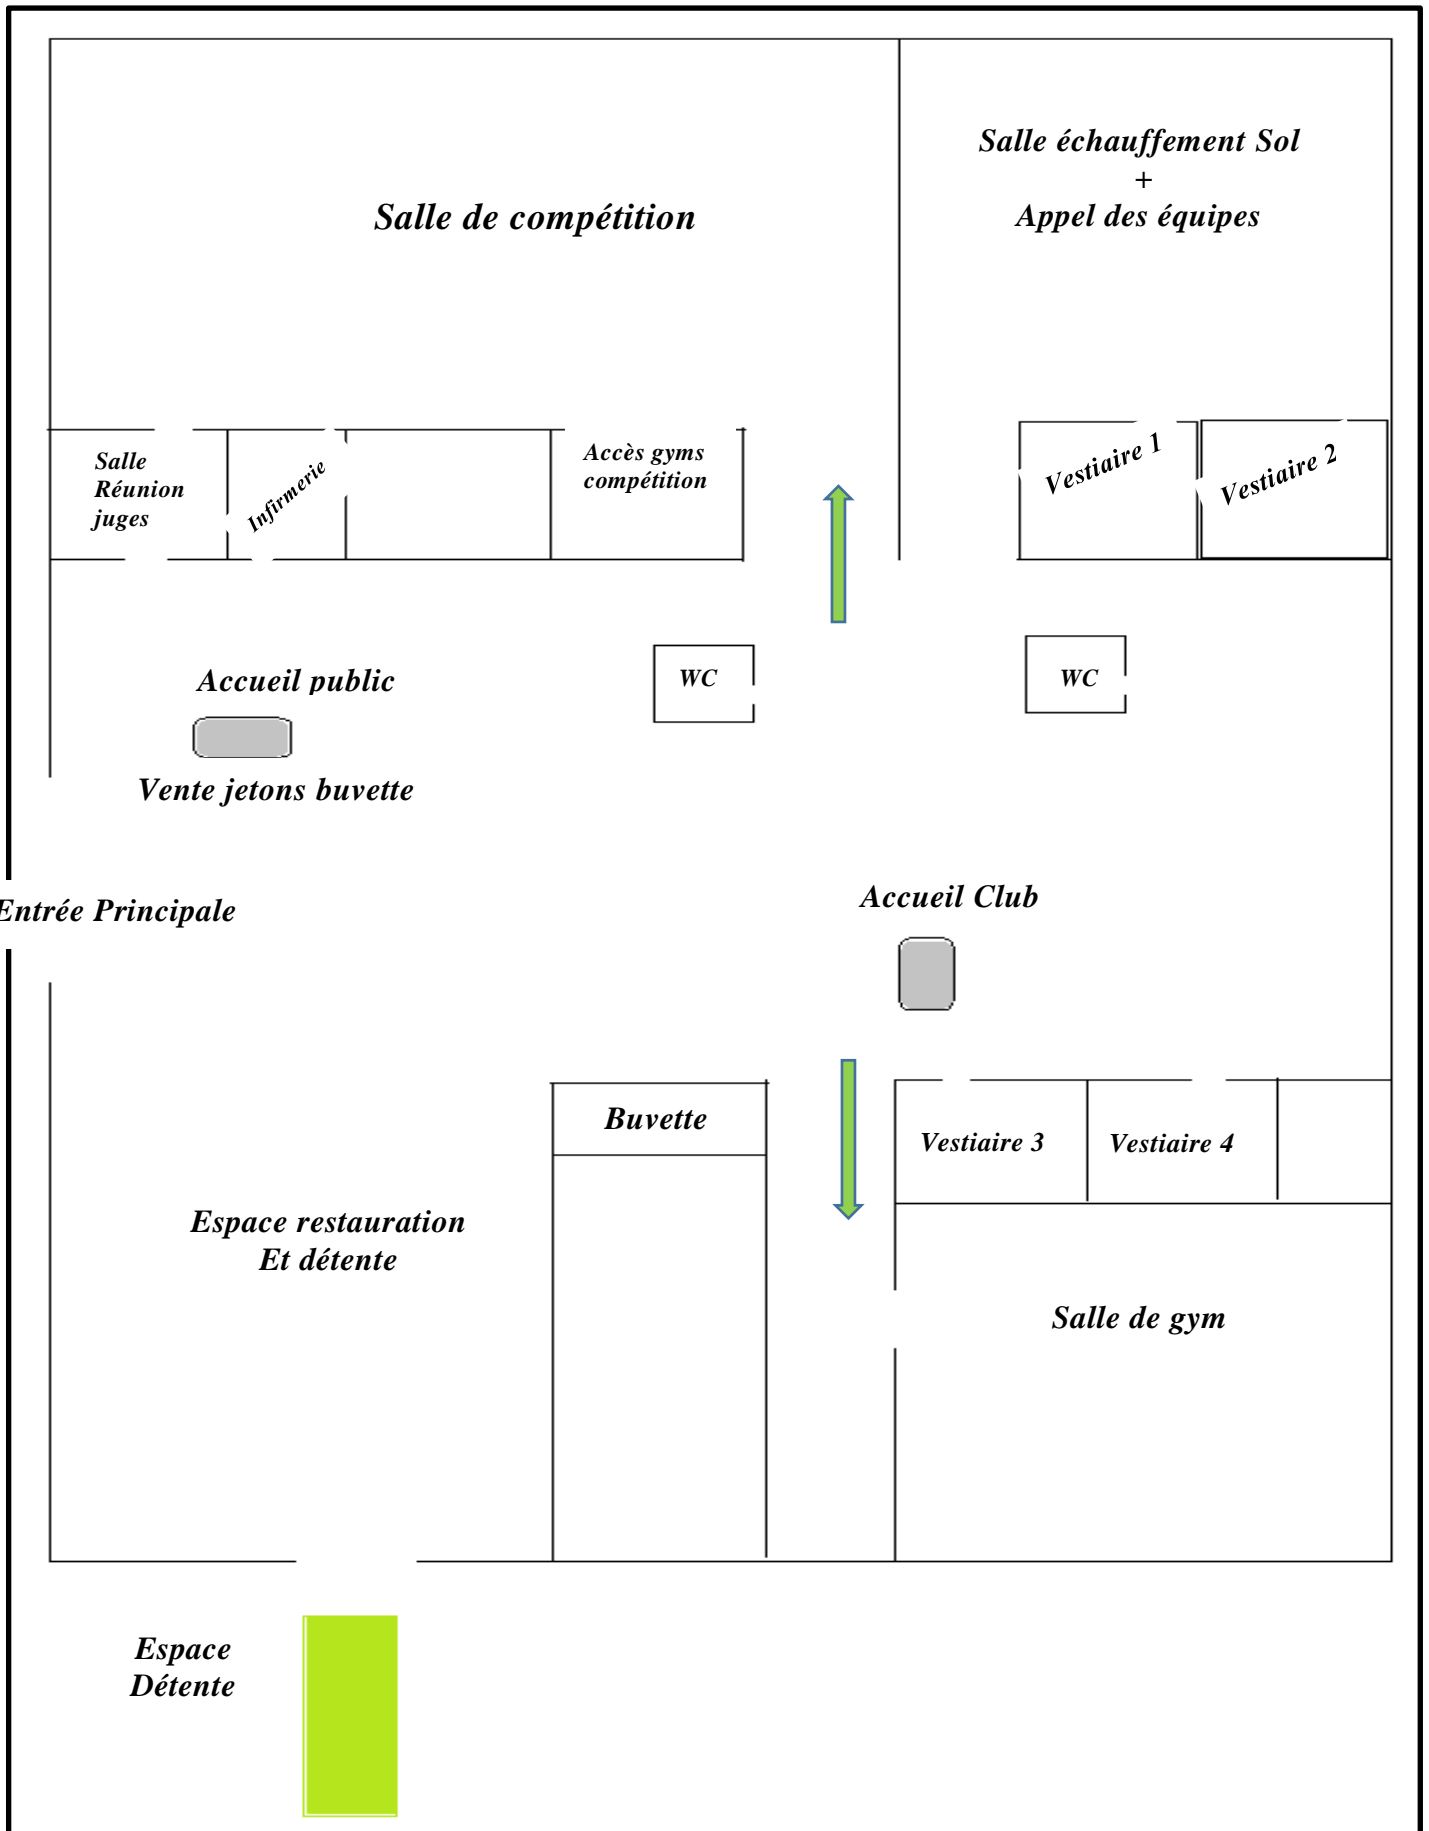 Salle échauffement Sol
+
Appel des équipes
Salle de compétition
Salle
Réunion
juges
Infirmerie
Accès gyms
compétition
Vestiaire 1
Vestiaire 2
Accueil public
WC
WC
Vente jetons buvette
Entrée Principale
Accueil Club
Buvette
Vestiaire 3
Vestiaire 4
Espace restauration
Et détente
Salle de gym
Espace
Détente